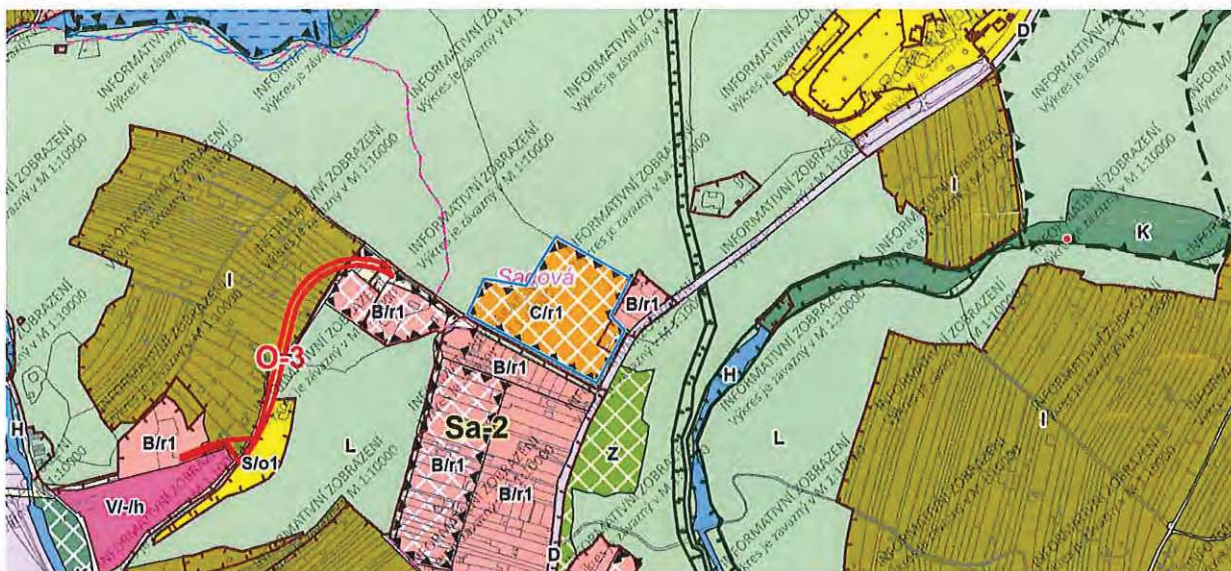 INFORMATIVNÍ ZOBRAZENÍ
Výkres je závazný v M 1:10000
D
I
K
Sadová
B/r1
C/r1
B/r1
I
O-3
B/r1
H
Sa-2
L
I
H
B/r1
S/o1
L
B/r1
B/r1
Z
V/-/h
D